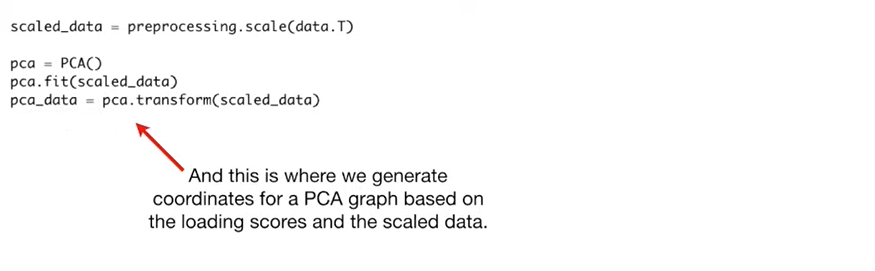 scaled_data = preprocessing.scale(data.T)
pca = PCA()
pca.fit(scaled_data)
pca_data = pca.transform(scaled_data)
And this is where we generate
coordinates for a PCA graph based on
the loading scores and the scaled data.